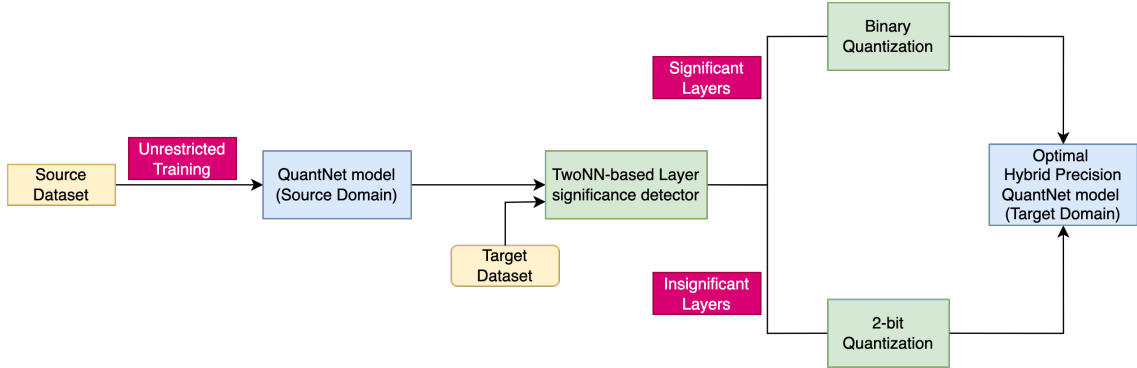 Source
Dataset
Unrestricted
Training
QuantNet model
(Source Domain)
Target
Dataset
TwoNN-based Layer
significance detector
Significant
Layers
Insignificant
Layers
Binary
Quantization
2-bit
Quantization
Optimal
Hybrid Precision
QuantNet model
(Target Domain)